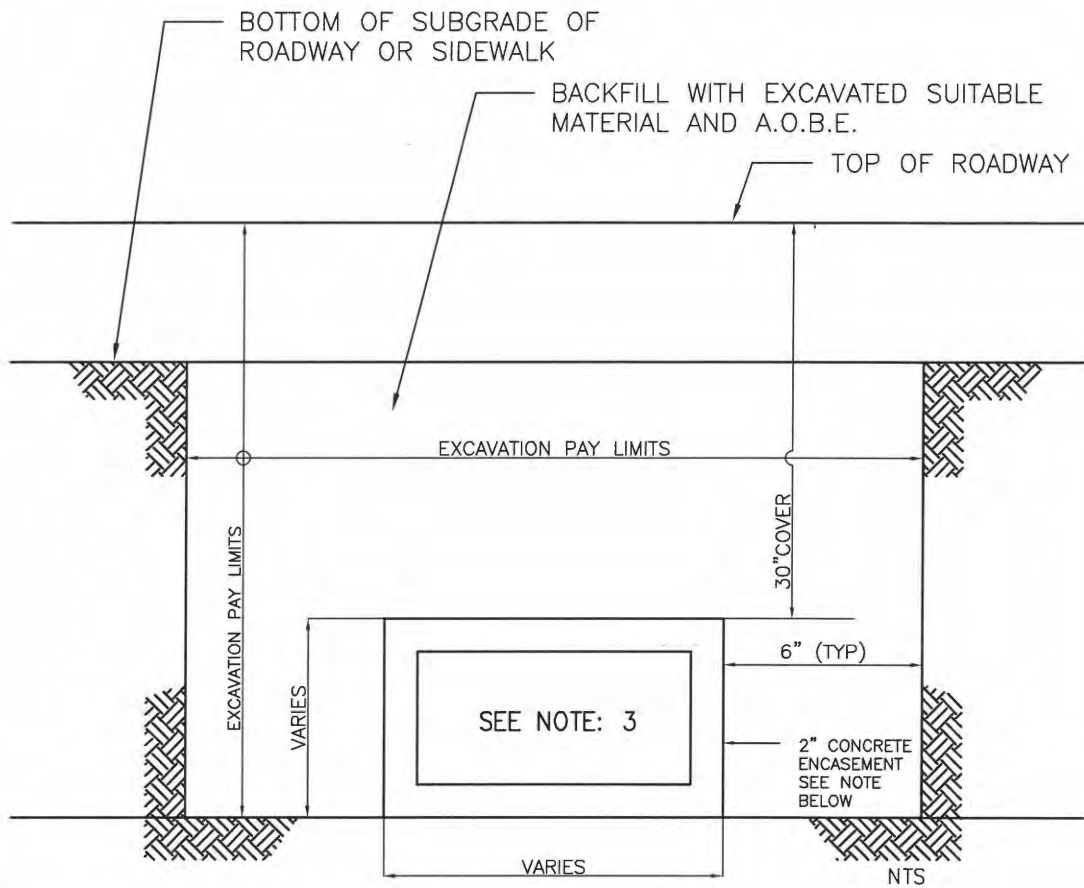 BOTTOM OF SUBGRADE OF
ROADWAY OR SIDEWALK
BACKFILL WITH EXCAVATED SUITABLE
MATERIAL AND A.O.B.E.
TOP OF ROADWAY
EXCAVATION PAY LIMITS
EXCAVATION PAY LIMITS
30"COVER
VARIES
6" (TYP)
SEE NOTE: 3
2" CONCRETE
ENCASEMENT
SEE NOTE
BELOW
VARIES
NTS